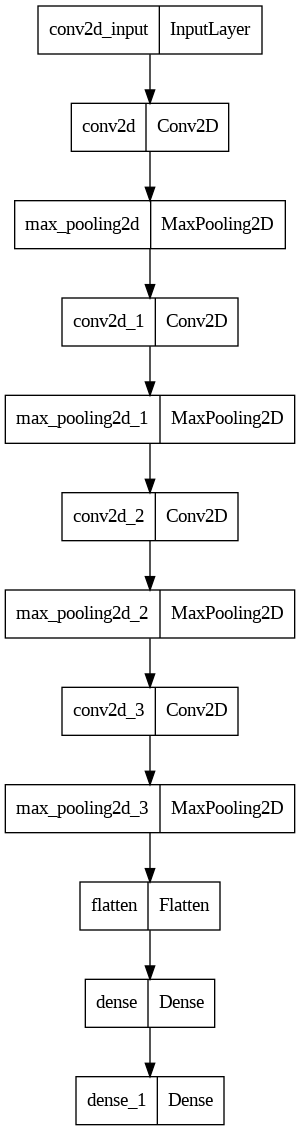 conv2d_input InputLayer
conv2d Conv2D
max_pooling2d MaxPooling2D
conv2d_1 Conv2D
max_pooling2d_1 MaxPooling2D
conv2d_2 Conv2D
max_pooling2d_2 MaxPooling2D
conv2d_3 Conv2D
max_pooling2d_3 MaxPooling2D
flatten Flatten
dense Dense
dense_1 Dense